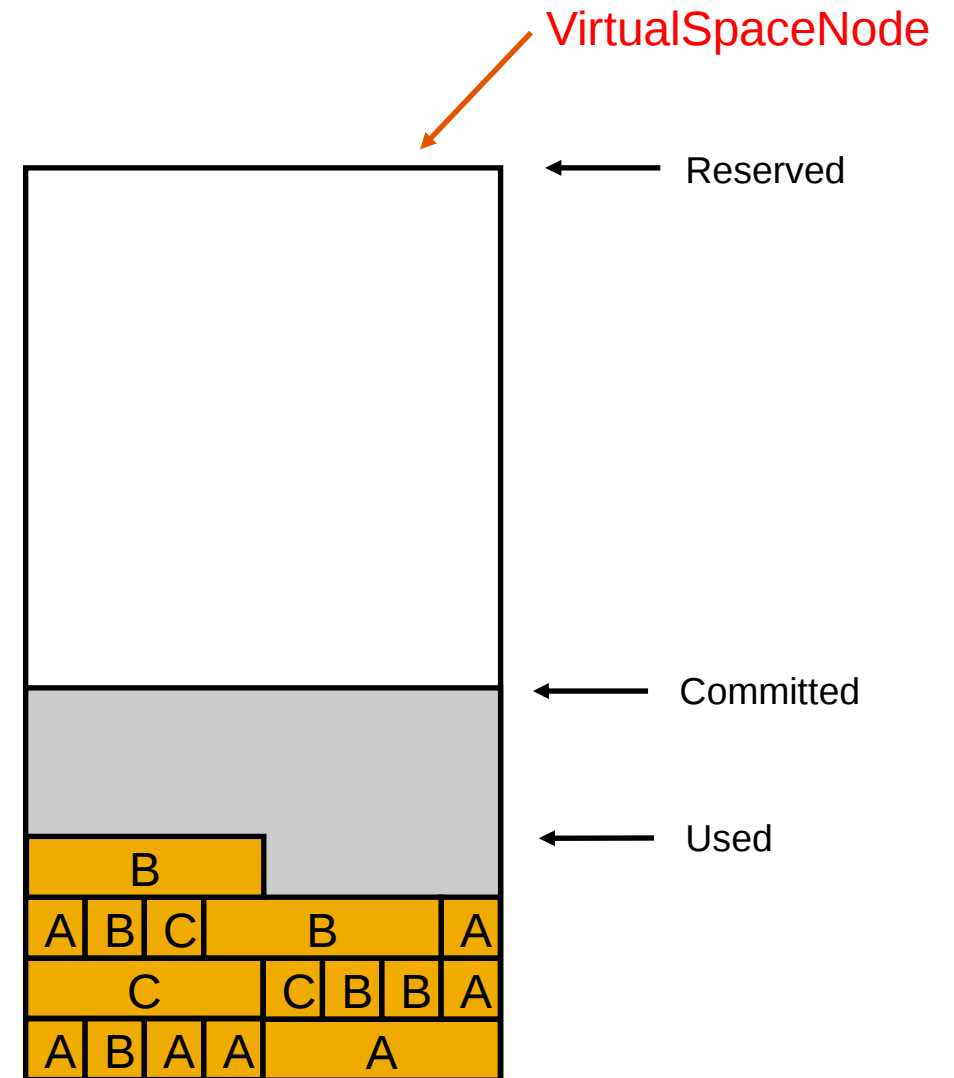 VirtualSpaceNode
Reserved
Committed
Used
B
A B C B A
C C B B A
A B A A A